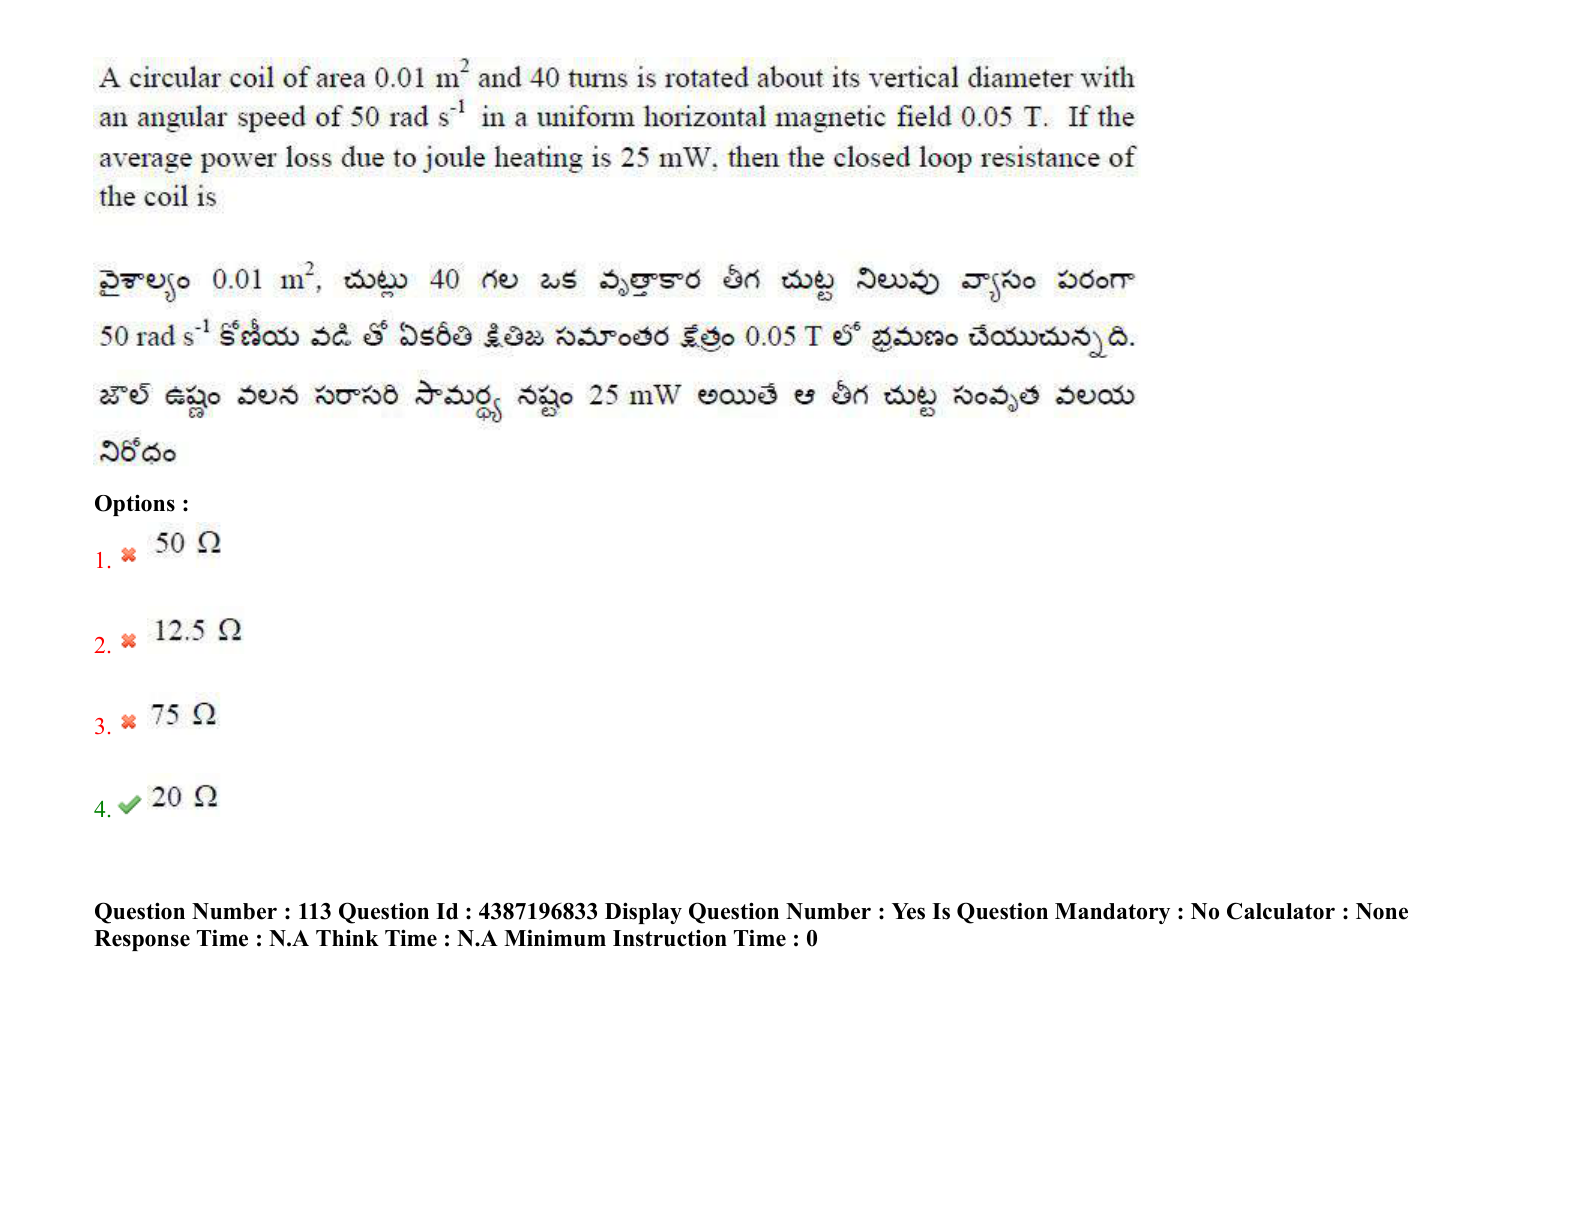 A circular coil of area 0.01 m² and 40 turns is rotated about its vertical diameter with
an angular speed of 50 rad s⁻¹ in a uniform horizontal magnetic field 0.05 T. If the
average power loss due to joule heating is 25 mW, then the closed loop resistance of
the coil is
వైశాల్యం 0.01 m², చుట్లు 40 గల ఒక వృత్తాకార తీగ చుట్ట నిలువు వ్యాసం పరంగా
50 rad s⁻¹ కోణీయ వడి తో ఏకరీతి క్షితిజ సమాంతర క్షేత్రం 0.05 T లో భ్రమణం చేయుచున్నది.
జౌల్ ఉష్ణం వలన సరాసరి సామర్థ్య నష్టం 25 mW అయితే ఆ తీగ చుట్ట సంవృత వలయ
నిరోధం
Options :
1. 50 Ω
2. 12.5 Ω
3. 75 Ω
4. 20 Ω
Question Number : 113 Question Id : 4387196833 Display Question Number : Yes Is Question Mandatory : No Calculator : None
Response Time : N.A Think Time : N.A Minimum Instruction Time : 0